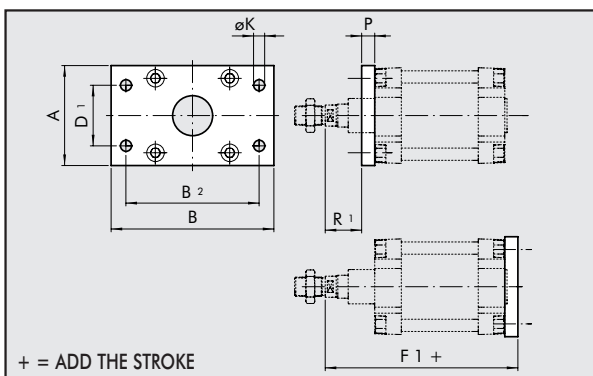 øK
P
A
D 1
B 2
B
R 1
F 1 +
+ = ADD THE STROKE